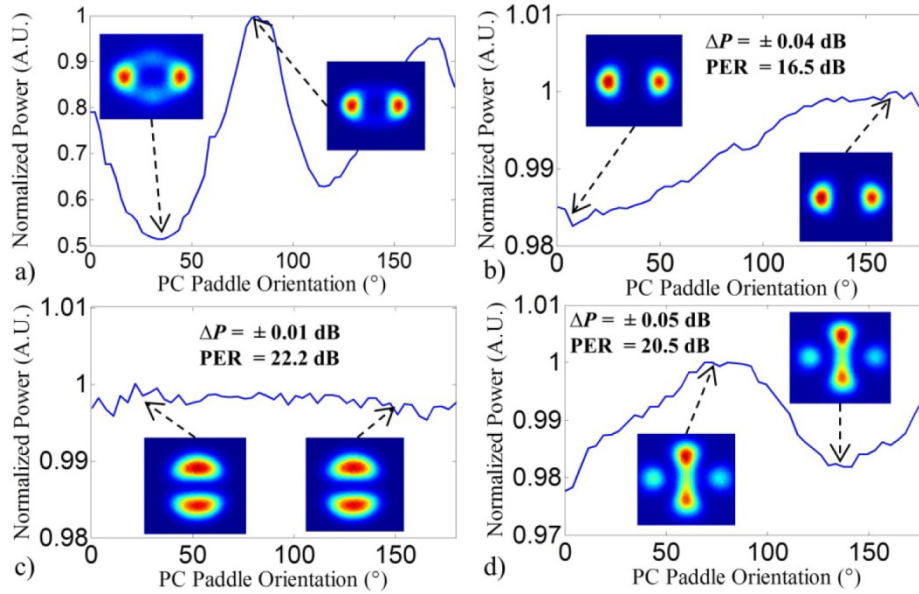 Normalized Power (A.U.)
1
0.9
0.8
0.7
0.6
0.5
0
50
100
150
PC Paddle Orientation (°)
a)
Normalized Power (A.U.)
1.01
1
0.99
0.98
ΔP = ± 0.04 dB
PER = 16.5 dB
0
50
100
150
PC Paddle Orientation (°)
b)
Normalized Power (A.U.)
1.01
1
0.99
0.98
ΔP = ± 0.01 dB
PER = 22.2 dB
0
50
100
150
PC Paddle Orientation (°)
c)
Normalized Power (A.U.)
1.01
1
0.99
0.98
0.97
ΔP = ± 0.05 dB
PER = 20.5 dB
0
50
100
150
PC Paddle Orientation (°)
d)